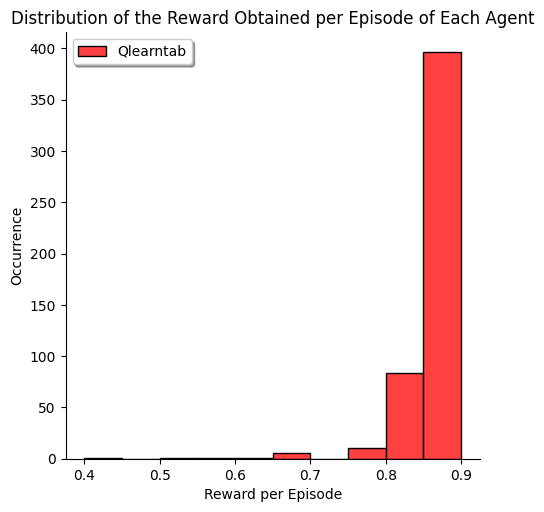 Distribution of the Reward Obtained per Episode of Each Agent
Qlearntab
400
350
300
250
200
150
100
50
0
Occurrence
0.4 0.5 0.6 0.7 0.8 0.9
Reward per Episode